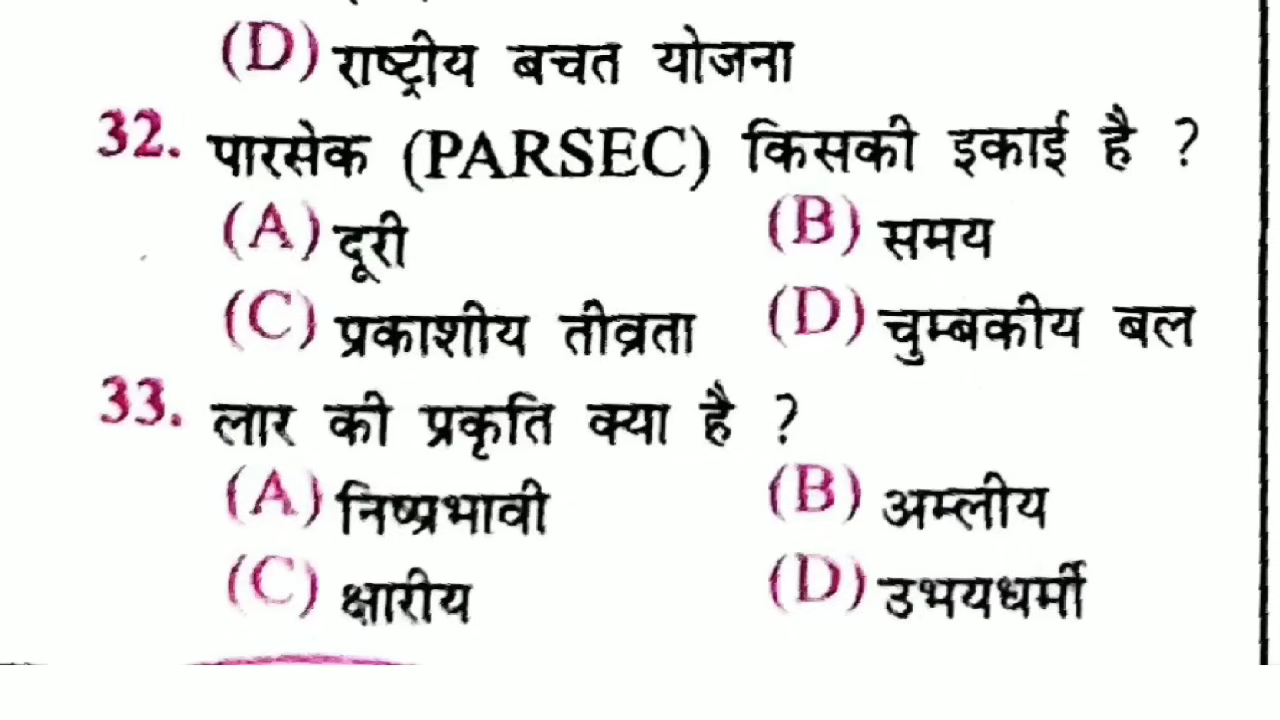 (D) राष्ट्रीय बचत योजना
32. पारसेक (PARSEC) किसकी इकाई है ?
(A) दूरी (B) समय
(C) प्रकाशीय तीव्रता (D) चुम्बकीय बल
33. लार की प्रकृति क्या है ?
(A) निष्प्रभावी (B) अम्लीय
(C) क्षारीय (D) उभयधर्मी